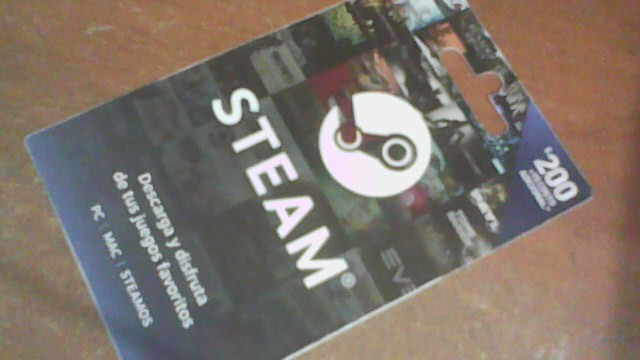 $200
STEAM®
Descarga y disfruta
de tus juegos favoritos
PC | MAC | STEAMOS